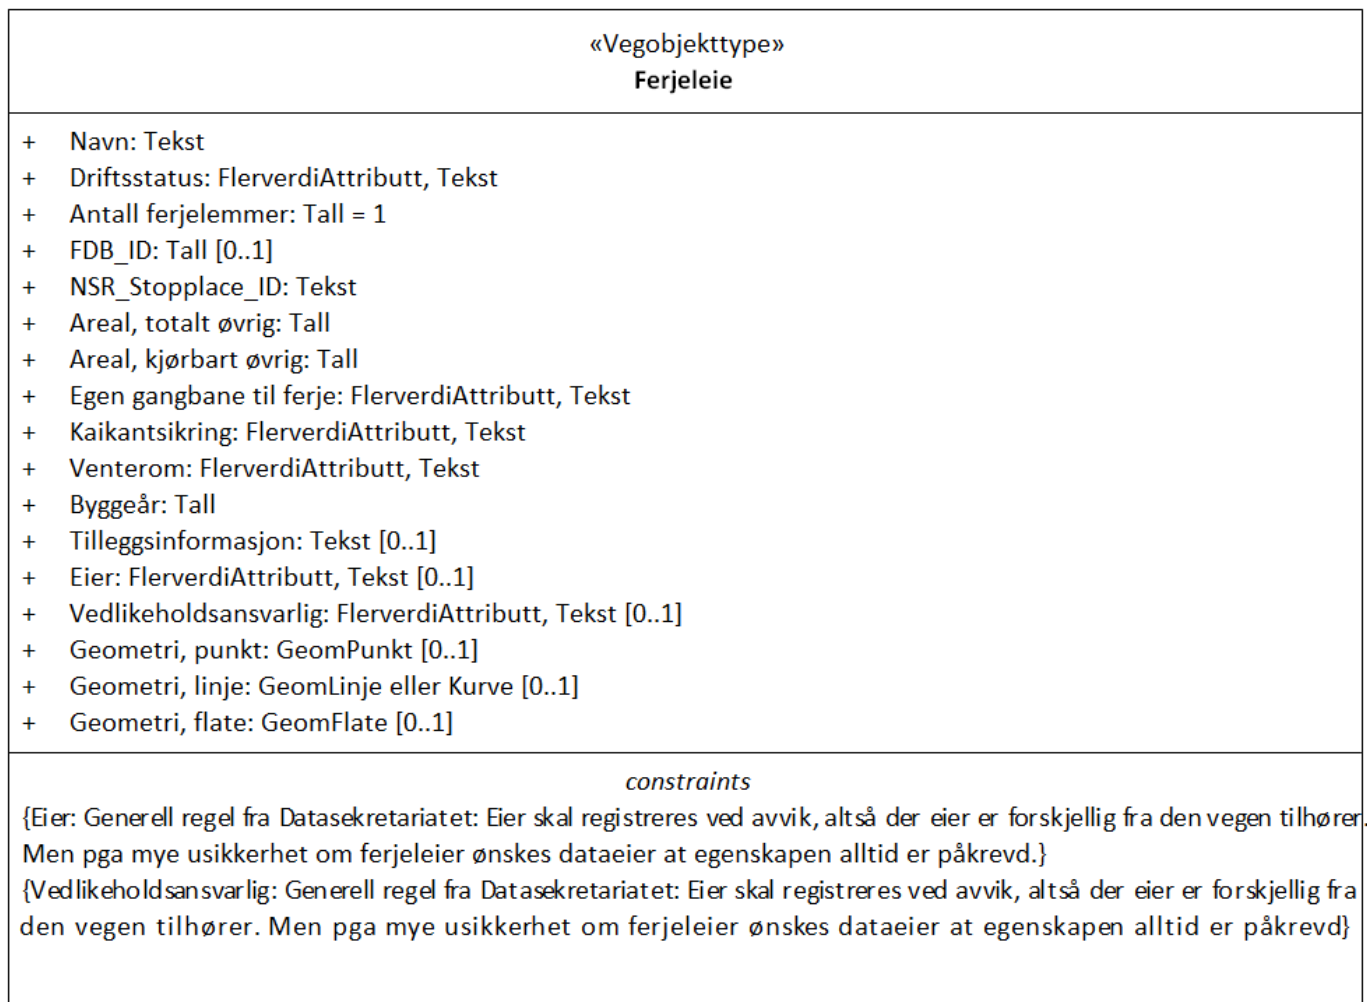 «Vegobjekttype»
Ferjeleie
+ Navn: Tekst
+ Driftsstatus: FlerverdiAttributt, Tekst
+ Antall ferjelemmer: Tall = 1
+ FDB_ID: Tall [0..1]
+ NSR_Stopplace_ID: Tekst
+ Areal, totalt øvrig: Tall
+ Areal, kjørbart øvrig: Tall
+ Egen gangbane til ferje: FlerverdiAttributt, Tekst
+ Kaikantsikring: FlerverdiAttributt, Tekst
+ Venterom: FlerverdiAttributt, Tekst
+ Byggeår: Tall
+ Tilleggsinformasjon: Tekst [0..1]
+ Eier: FlerverdiAttributt, Tekst [0..1]
+ Vedlikeholdsansvarlig: FlerverdiAttributt, Tekst [0..1]
+ Geometri, punkt: GeomPunkt [0..1]
+ Geometri, linje: GeomLinje eller Kurve [0..1]
+ Geometri, flate: GeomFlate [0..1]
constraints
{Eier: Generell regel fra Datasekretariatet: Eier skal registreres ved avvik, altså der eier er forskjellig fra den vegen tilhører.
Men pga mye usikkerhet om ferjeleier ønskes dataeier at egenskapen alltid er påkrevd.}
{Vedlikeholdsansvarlig: Generell regel fra Datasekretariatet: Eier skal registreres ved avvik, altså der eier er forskjellig fra
den vegen tilhører. Men pga mye usikkerhet om ferjeleier ønskes dataeier at egenskapen alltid er påkrevd}